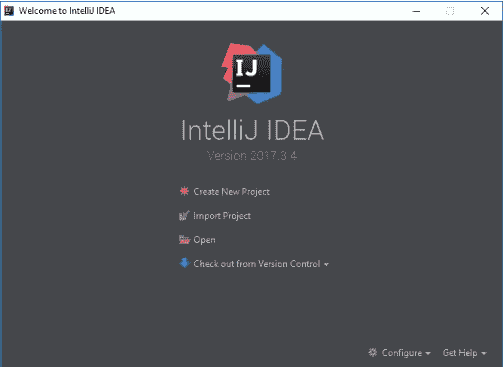 Welcome to IntelliJ IDEA
IJ
IntelliJ IDEA
Version 2017.3.4
Create New Project
Import Project
Open
Check out from Version Control
Configure Get Help